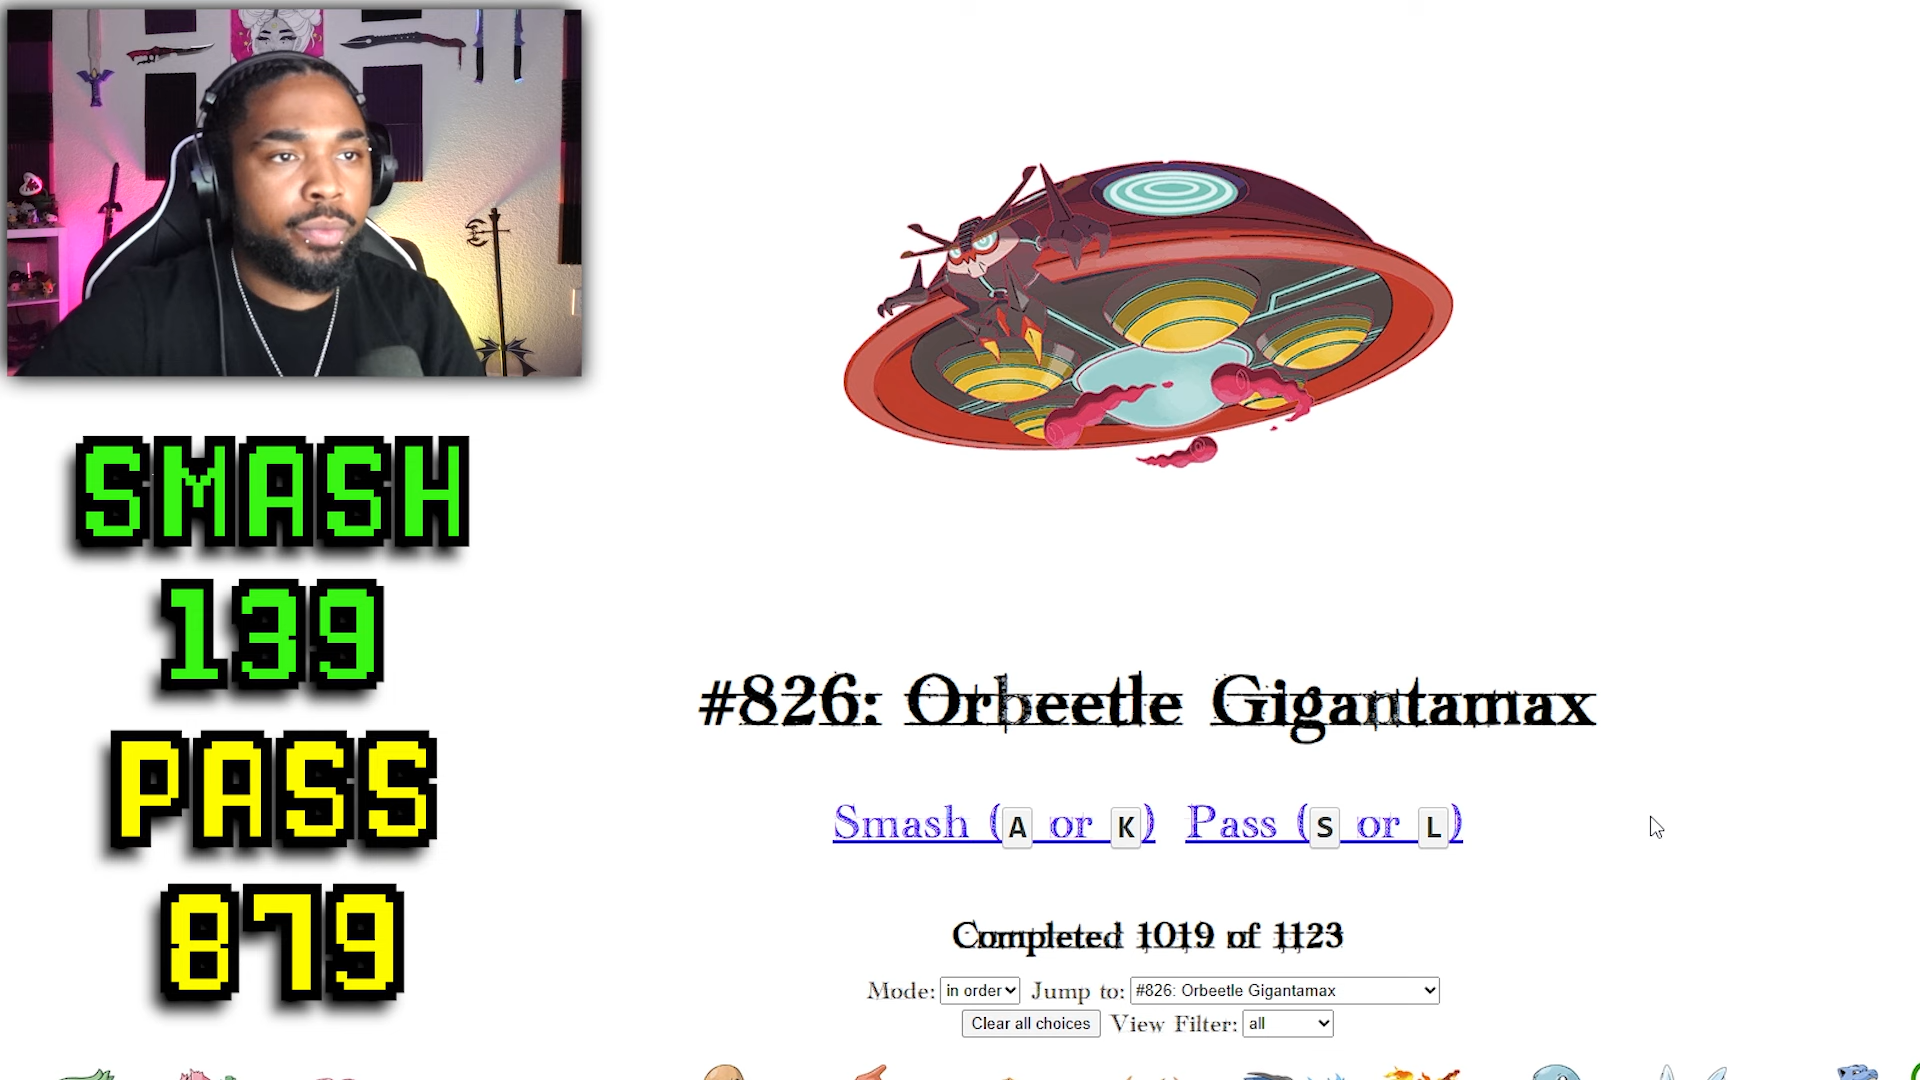 SMASH
139
PASS
879
#826: Orbeetle Gigantamax
Smash (A or K) Pass (S or L)
Completed 1019 of 1123
Mode: in order Jump to: #826: Orbeetle Gigantamax
Clear all choices View Filter: all